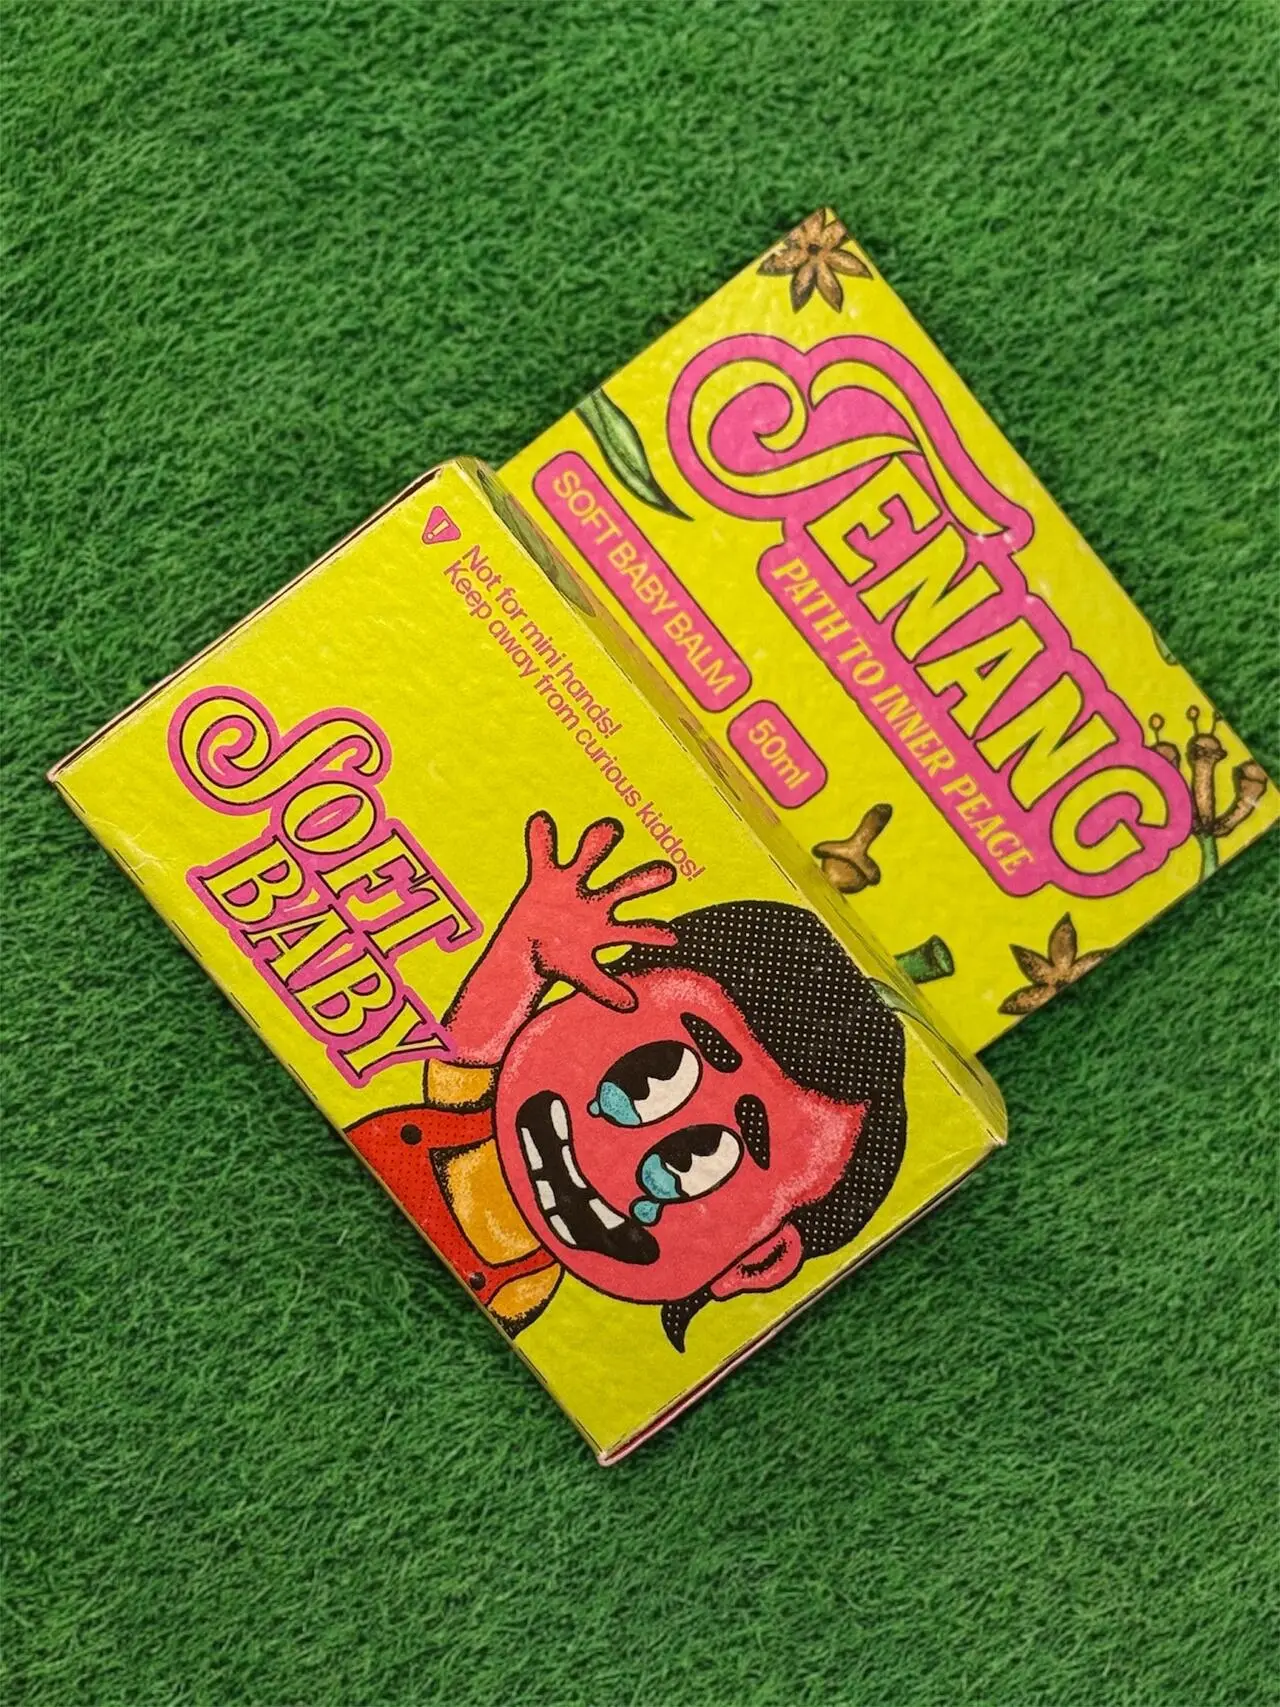 TENANG
PATH TO INNER PEACE
SOFT BABY BALM
50ml
Not for mini hands!
Keep away from curious kiddos!
SOFT
BABY